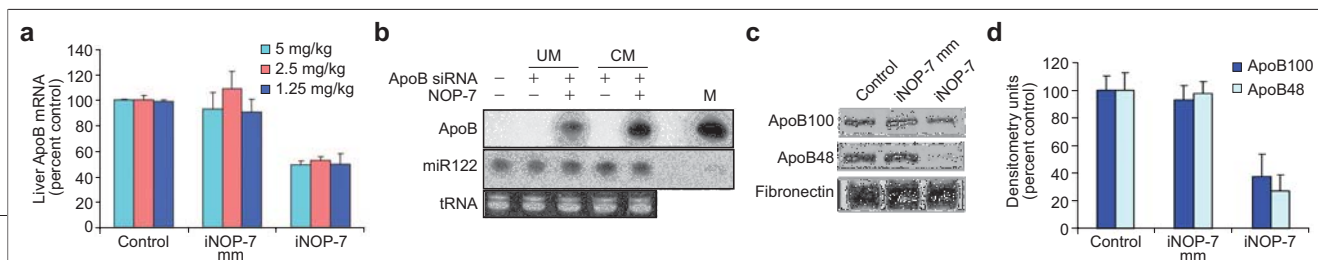 a
Liver ApoB mRNA
(percent control)
140
120
100
80
60
40
20
0
5 mg/kg
2.5 mg/kg
1.25 mg/kg
Control
iNOP-7
mm
iNOP-7
b
UM CM
ApoB siRNA – + + + +
NOP-7 – – + – + M
ApoB
miR122
tRNA
c
Control
iNOP-7 mm
iNOP-7
ApoB100
ApoB48
Fibronectin
d
Densitometry units
(percent control)
120
100
80
60
40
20
0
ApoB100
ApoB48
Control
iNOP-7
mm
iNOP-7